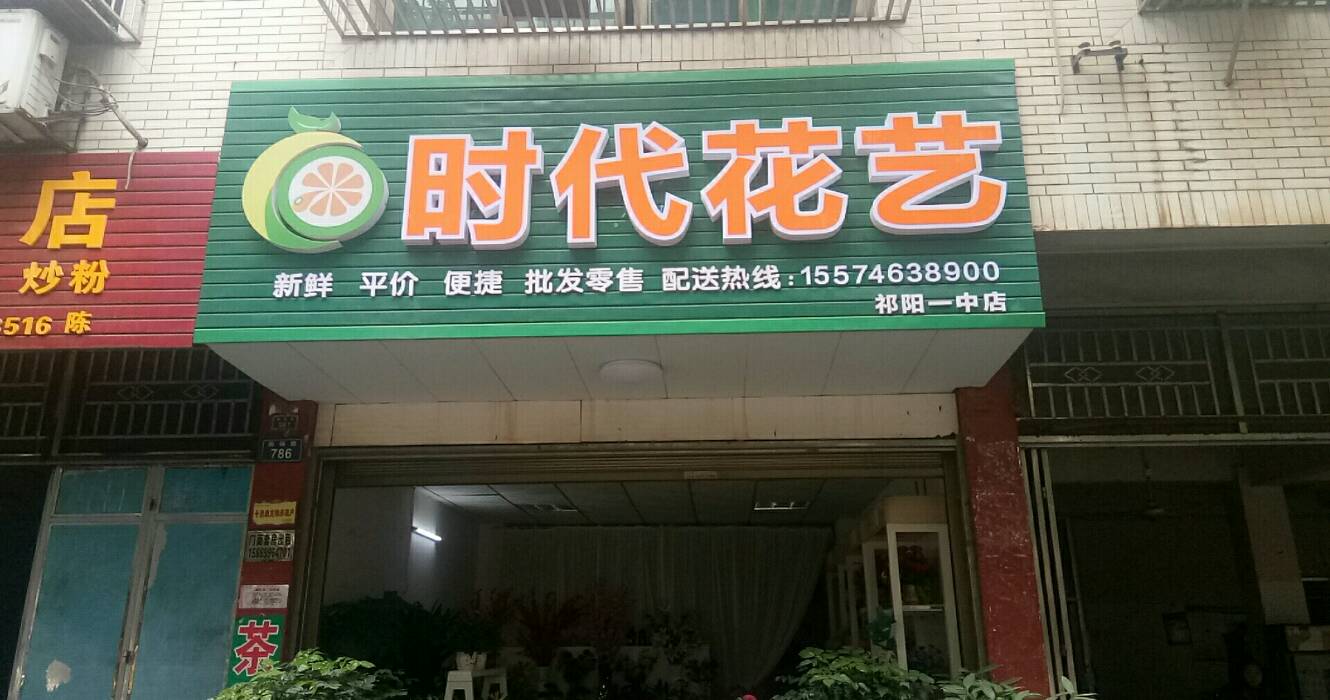 店
炒粉
516 陈
时代花艺
新鲜 平价 便捷 批发零售 配送热线:15574638900
祁阳一中店
786
茶